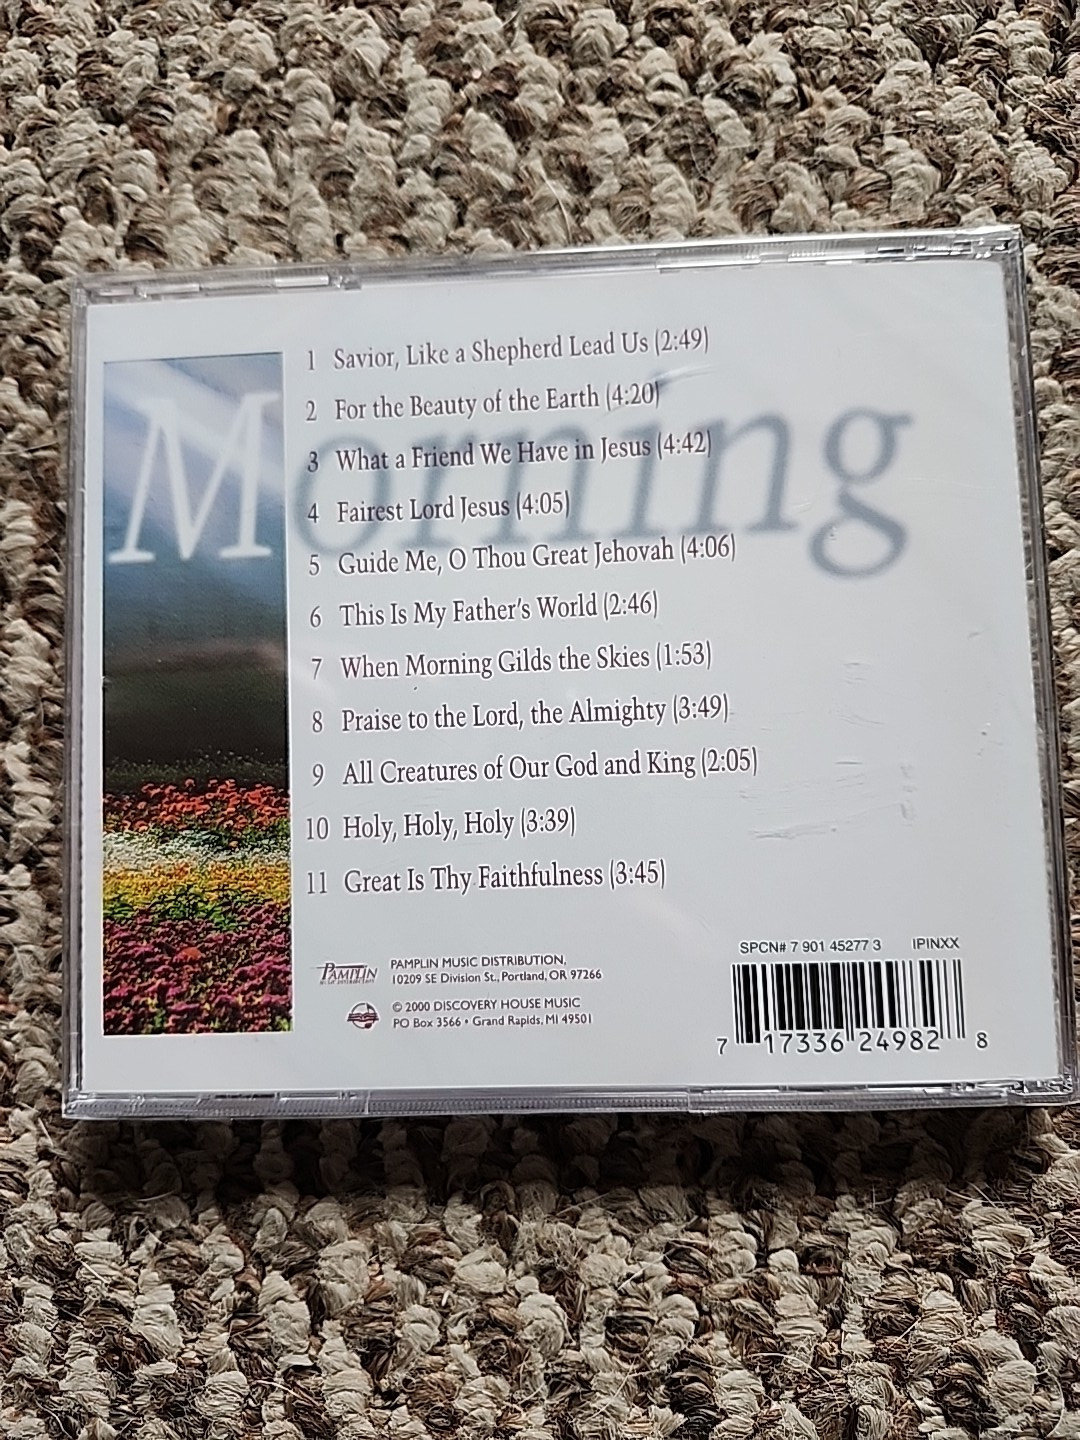 Morning
1 Savior, Like a Shepherd Lead Us (2:49)
2 For the Beauty of the Earth (4:20)
3 What a Friend We Have in Jesus (4:42)
4 Fairest Lord Jesus (4:05)
5 Guide Me, O Thou Great Jehovah (4:06)
6 This Is My Father's World (2:46)
7 When Morning Gilds the Skies (1:53)
8 Praise to the Lord, the Almighty (3:49)
9 All Creatures of Our God and King (2:05)
10 Holy, Holy, Holy (3:39)
11 Great Is Thy Faithfulness (3:45)
PAMPLIN
PAMPLIN MUSIC DISTRIBUTION,
10209 SE Division St., Portland, OR 97266
© 2000 DISCOVERY HOUSE MUSIC
PO Box 3566 • Grand Rapids, MI 49501
SPCN# 7 901 45277 3 IPINXX
7 17336 24982 8